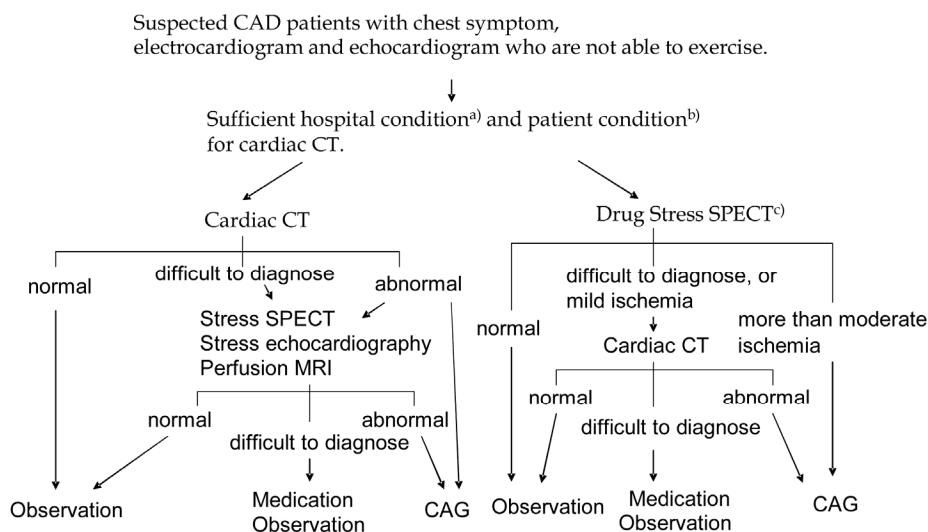 Suspected CAD patients with chest symptom,
electrocardiogram and echocardiogram who are not able to exercise.
Sufficient hospital condition a) and patient condition b)
for cardiac CT.
Cardiac CT
normal
difficult to diagnose
abnormal
Stress SPECT
Stress echocardiography
Perfusion MRI
normal
difficult to diagnose
abnormal
Observation
Medication
Observation
CAG
Drug Stress SPECT c)
normal
difficult to diagnose, or
mild ischemia
more than moderate
ischemia
Cardiac CT
normal
difficult to diagnose
abnormal
Observation
Medication
Observation
CAG